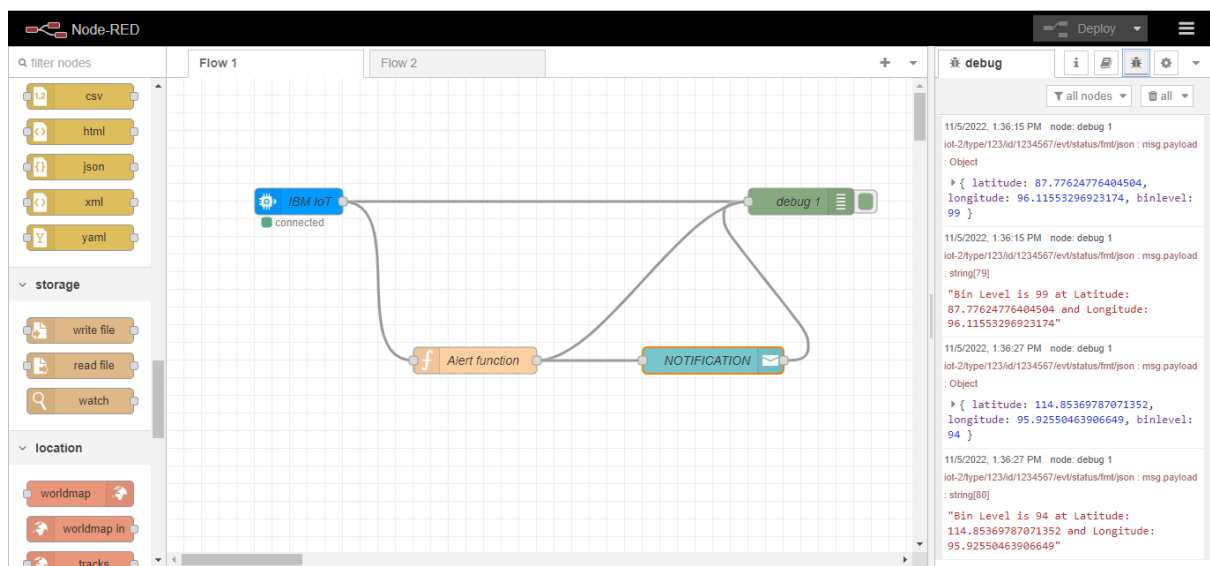 Node-RED
Deploy
filter nodes
Flow 1
Flow 2
debug
i
all nodes
all
1,2
csv
html
json
xml
Y
yaml
storage
write file
read file
watch
location
worldmap
worldmap in
tracks
IBM IoT
connected
debug 1
f
Alert function
NOTIFICATION
11/5/2022, 1:36:15 PM node: debug 1
iot-2/type/123/id/1234567/evt/status/fmt/json : msg.payload
: Object
{ latitude: 87.77624776404504,
longitude: 96.11553296923174, binlevel:
99 }
11/5/2022, 1:36:15 PM node: debug 1
iot-2/type/123/id/1234567/evt/status/fmt/json : msg.payload
: string[79]
"Bin Level is 99 at Latitude:
87.77624776404504 and Longitude:
96.11553296923174"
11/5/2022, 1:36:27 PM node: debug 1
iot-2/type/123/id/1234567/evt/status/fmt/json : msg.payload
: Object
{ latitude: 114.85369787071352,
longitude: 95.92550463906649, binlevel:
94 }
11/5/2022, 1:36:27 PM node: debug 1
iot-2/type/123/id/1234567/evt/status/fmt/json : msg.payload
: string[80]
"Bin Level is 94 at Latitude:
114.85369787071352 and Longitude:
95.92550463906649"